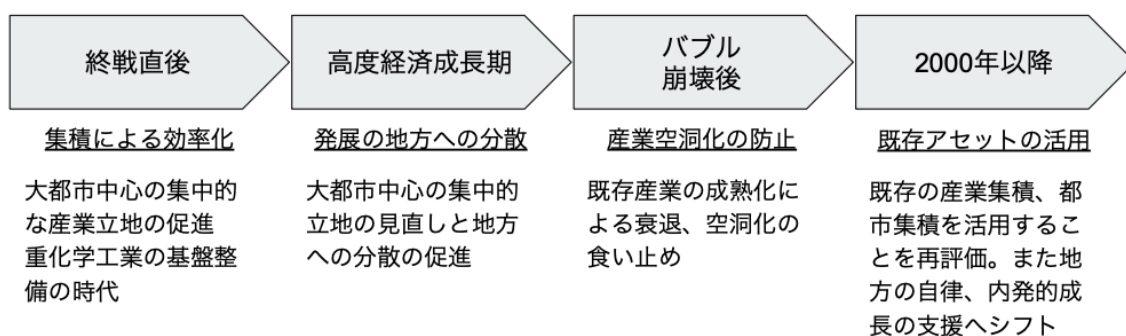 終戦直後
高度経済成長期
バブル
崩壊後
2000年以降
集積による効率化
大都市中心の集中的
な産業立地の促進
重化学工業の基盤整
備の時代
発展の地方への分散
大都市中心の集中的
立地の見直しと地方
への分散の促進
産業空洞化の防止
既存産業の成熟化に
よる衰退、空洞化の
食い止め
既存アセットの活用
既存の産業集積、都
市集積を活用するこ
とを再評価。また地
方の自律、内発的成
長の支援へシフト